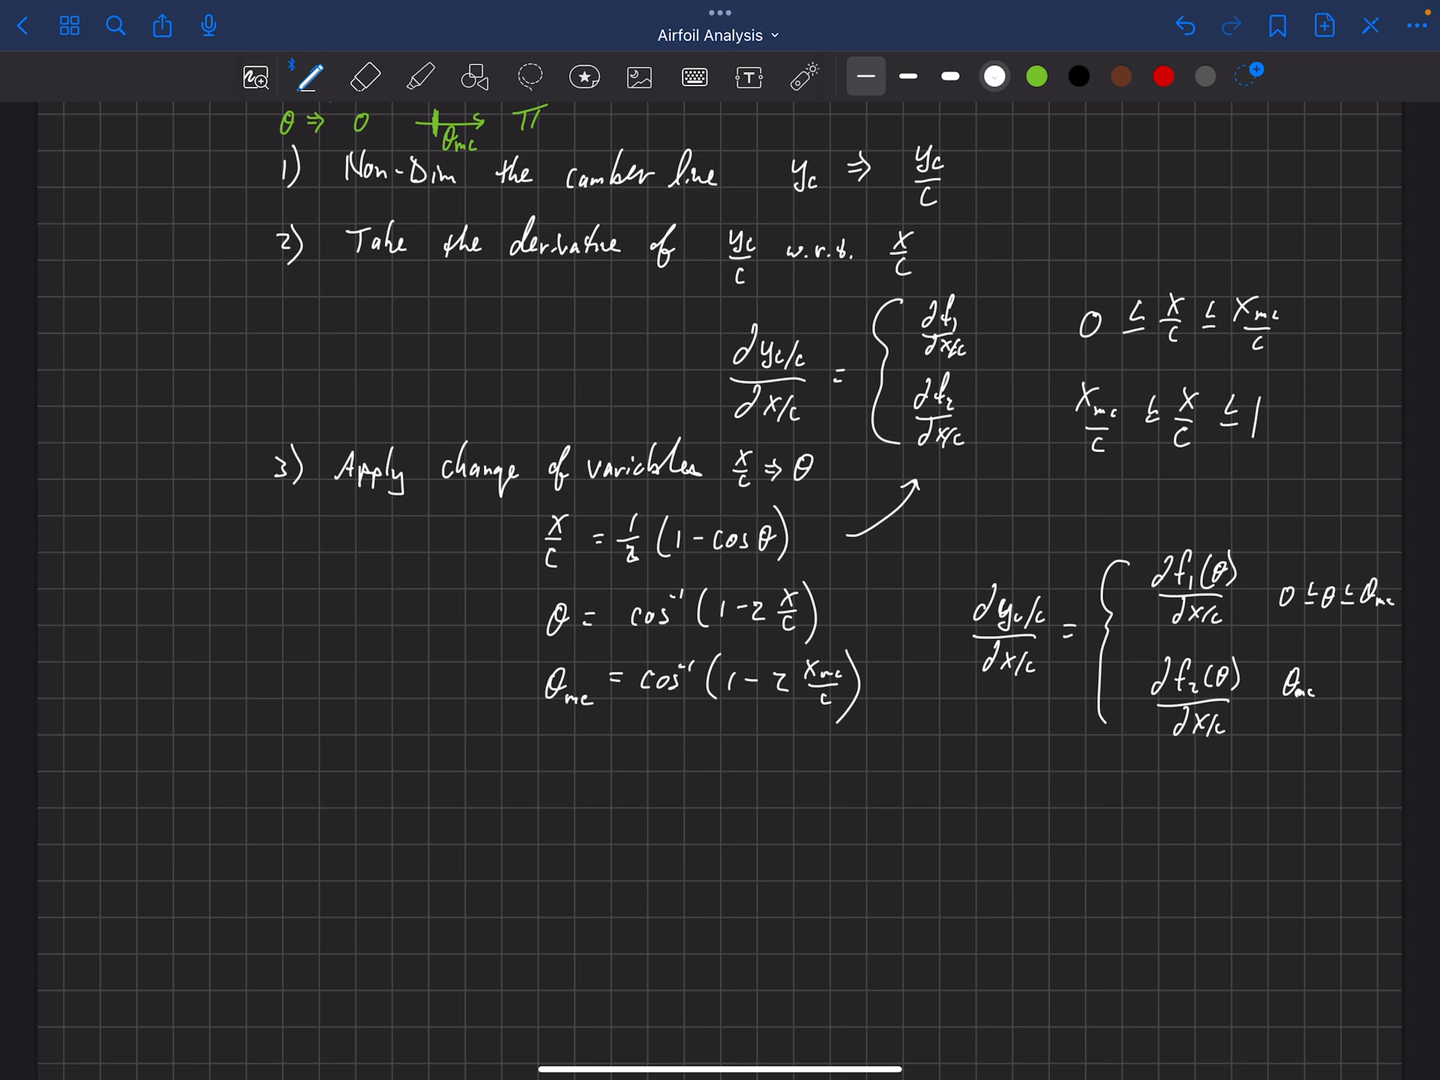 Airfoil Analysis
θ ⇒ 0 θmc π
1) Non-Dim the camber line yc ⇒ yc/c
2) Take the derivative of yc/c w.r.t. x/c
dyc/c / dx/c = { df1/dx/c 0 ≤ x/c ≤ xmc/c
df2/dx/c xmc/c ≤ x/c ≤ 1
3) Apply change of variables x/c ⇒ θ
x/c = 1/2 (1 - cosθ)
θ = cos⁻¹ (1 - 2 x/c)
θmc = cos⁻¹ (1 - 2 xmc/c)
dyc/c / dx/c = { df1(θ)/dx/c 0 ≤ θ ≤ θmc
df2(θ)/dx/c θmc